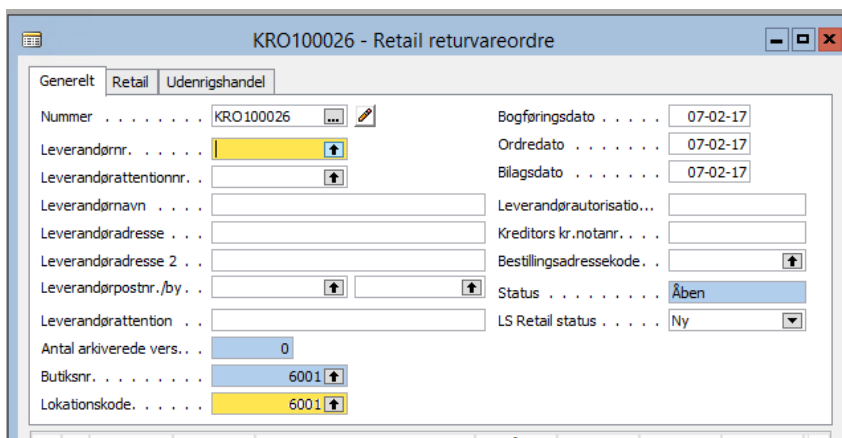 KRO100026 - Retail returvareordre
Generelt Retail Udenrigshandel
Nummer . . . . . . . . KRO100026 ...
Leverandørnr. . . . . . .
Leverandørattentionnr. .
Leverandørnavn . . . .
Leverandøradresse . . .
Leverandøradresse 2 . .
Leverandørpostnr./by . .
Leverandørattention . .
Antal arkiverede vers.. . 0
Butiksnr. . . . . . . . . 6001
Lokationskode. . . . . . 6001
Bogføringsdato . . . . . 07-02-17
Ordredato . . . . . . . 07-02-17
Bilagsdato . . . . . . . 07-02-17
Leverandørautorisatio...
Kreditors kr.notanr. . . .
Bestillingsadressekode. .
Status . . . . . . . . . Åben
LS Retail status . . . . . Ny